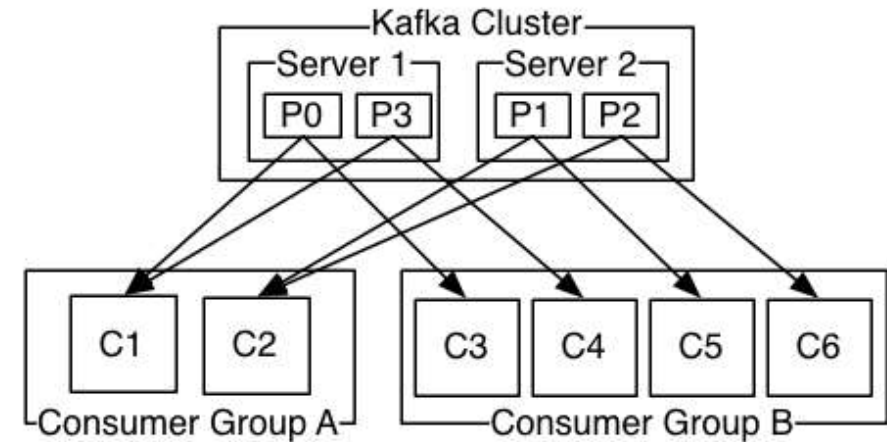 Kafka Cluster
Server 1
Server 2
P0
P3
P1
P2
C1
C2
C3
C4
C5
C6
Consumer Group A
Consumer Group B